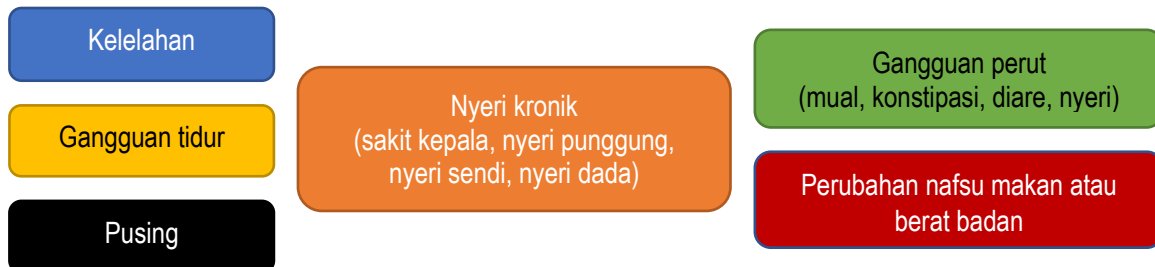 Kelelahan
Gangguan tidur
Pusing
Nyeri kronik
(sakit kepala, nyeri punggung,
nyeri sendi, nyeri dada)
Gangguan perut
(mual, konstipasi, diare, nyeri)
Perubahan nafsu makan atau
berat badan